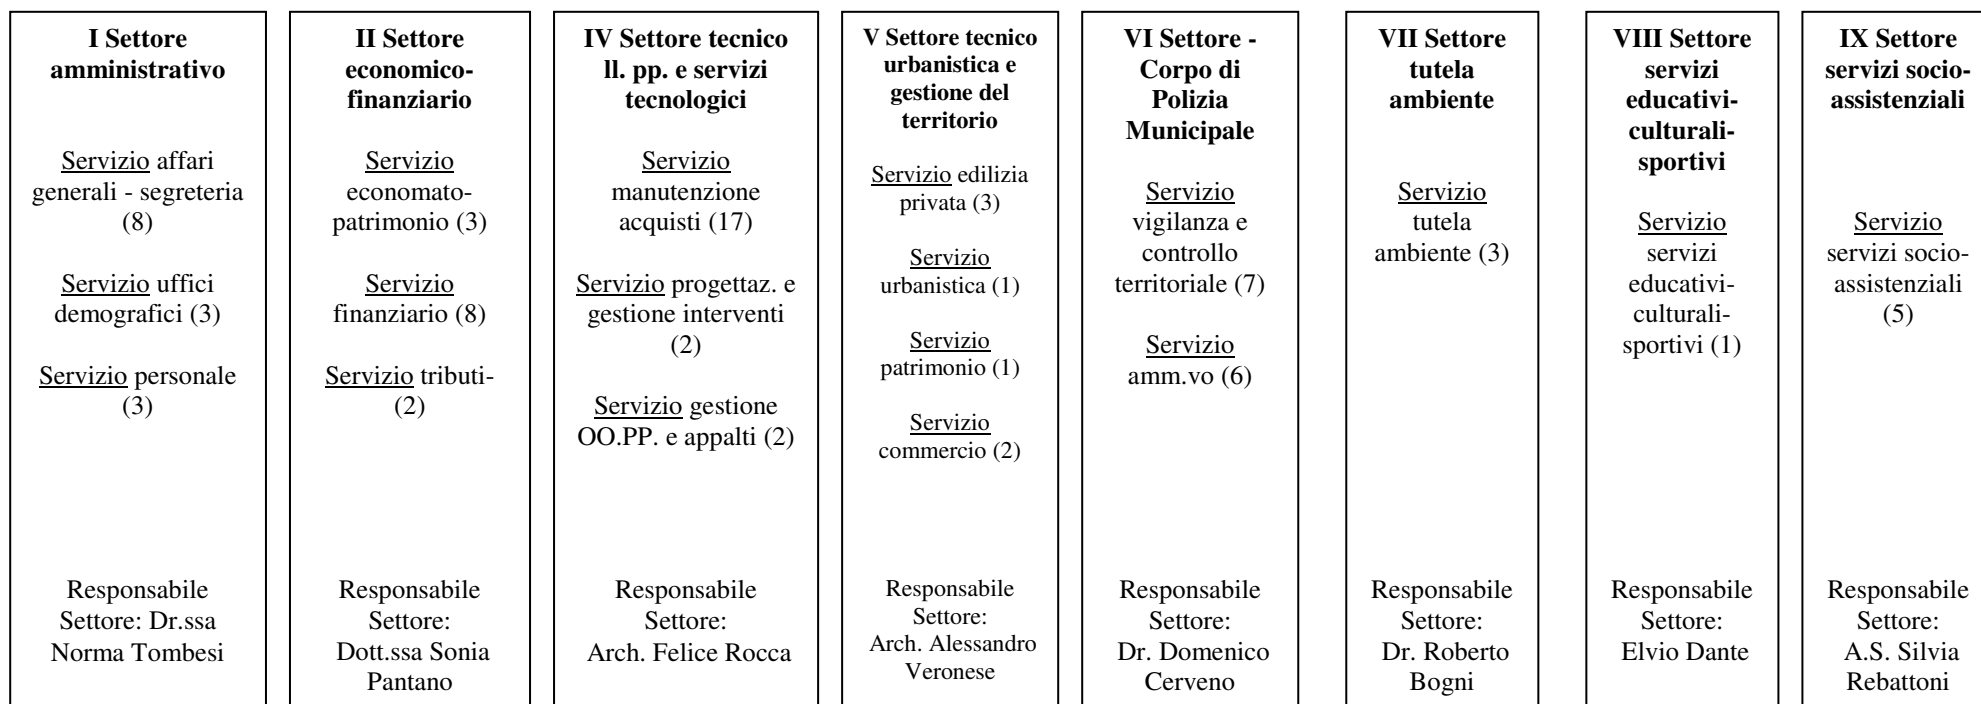 I Settore
amministrativo
Servizio affari
generali - segreteria
(8)
Servizio uffici
demografici (3)
Servizio personale
(3)
Responsabile
Settore: Dr.ssa
Norma Tombesi
II Settore
economico-
finanziario
Servizio
economato-
patrimonio (3)
Servizio
finanziario (8)
Servizio tributi-
(2)
Responsabile
Settore:
Dott.ssa Sonia
Pantano
IV Settore tecnico
ll. pp. e servizi
tecnologici
Servizio
manutenzione
acquisti (17)
Servizio progettaz. e
gestione interventi
(2)
Servizio gestione
OO.PP. e appalti (2)
Responsabile
Settore:
Arch. Felice Rocca
V Settore tecnico
urbanistica e
gestione del
territorio
Servizio edilizia
privata (3)
Servizio
urbanistica (1)
Servizio
patrimonio (1)
Servizio
commercio (2)
Responsabile
Settore:
Arch. Alessandro
Veronese
VI Settore -
Corpo di
Polizia
Municipale
Servizio
vigilanza e
controllo
territoriale (7)
Servizio
amm.vo (6)
Responsabile
Settore:
Dr. Domenico
Cerveno
VII Settore
tutela
ambiente
Servizio
tutela
ambiente (3)
Responsabile
Settore:
Dr. Roberto
Bogni
VIII Settore
servizi
educativi-
culturali-
sportivi
Servizio
servizi
educativi-
culturali-
sportivi (1)
Responsabile
Settore:
Elvio Dante
IX Settore
servizi socio-
assistenziali
Servizio
servizi socio-
assistenziali
(5)
Responsabile
Settore:
A.S. Silvia
Rebattoni